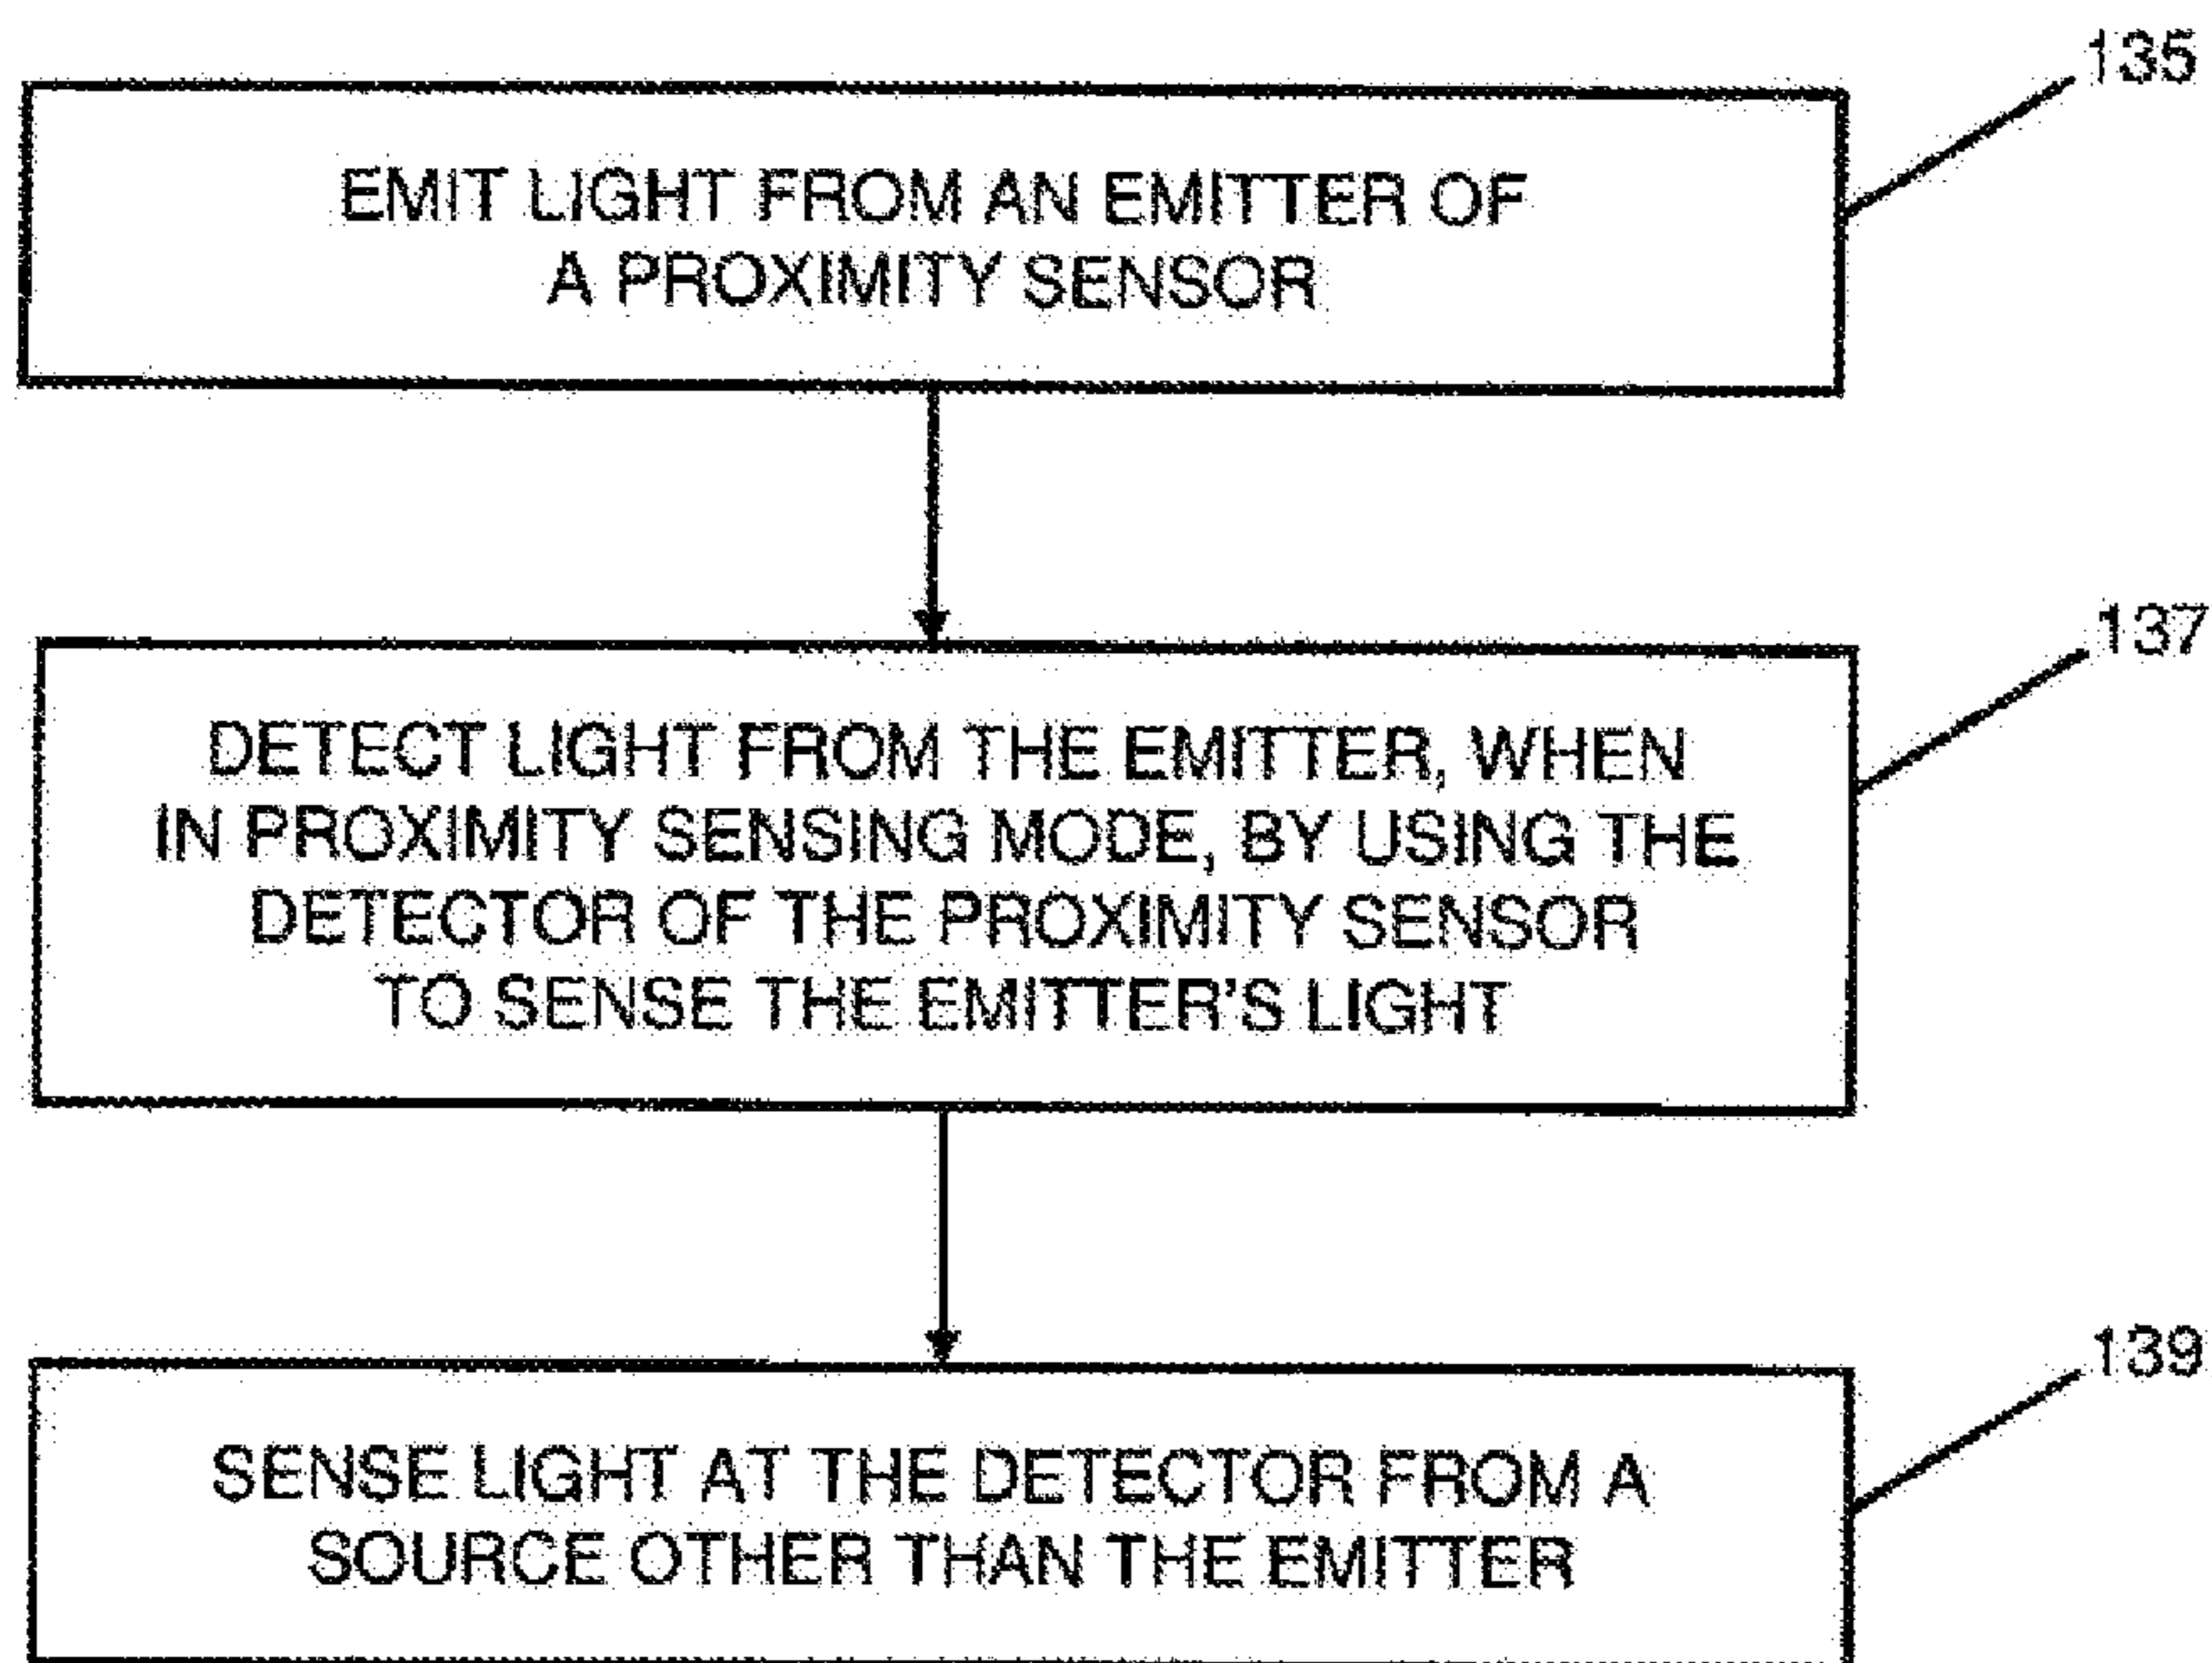 135
EMIT LIGHT FROM AN EMITTER OF
A PROXIMITY SENSOR
137
DETECT LIGHT FROM THE EMITTER, WHEN
IN PROXIMITY SENSING MODE, BY USING THE
DETECTOR OF THE PROXIMITY SENSOR
TO SENSE THE EMITTER'S LIGHT
139
SENSE LIGHT AT THE DETECTOR FROM A
SOURCE OTHER THAN THE EMITTER